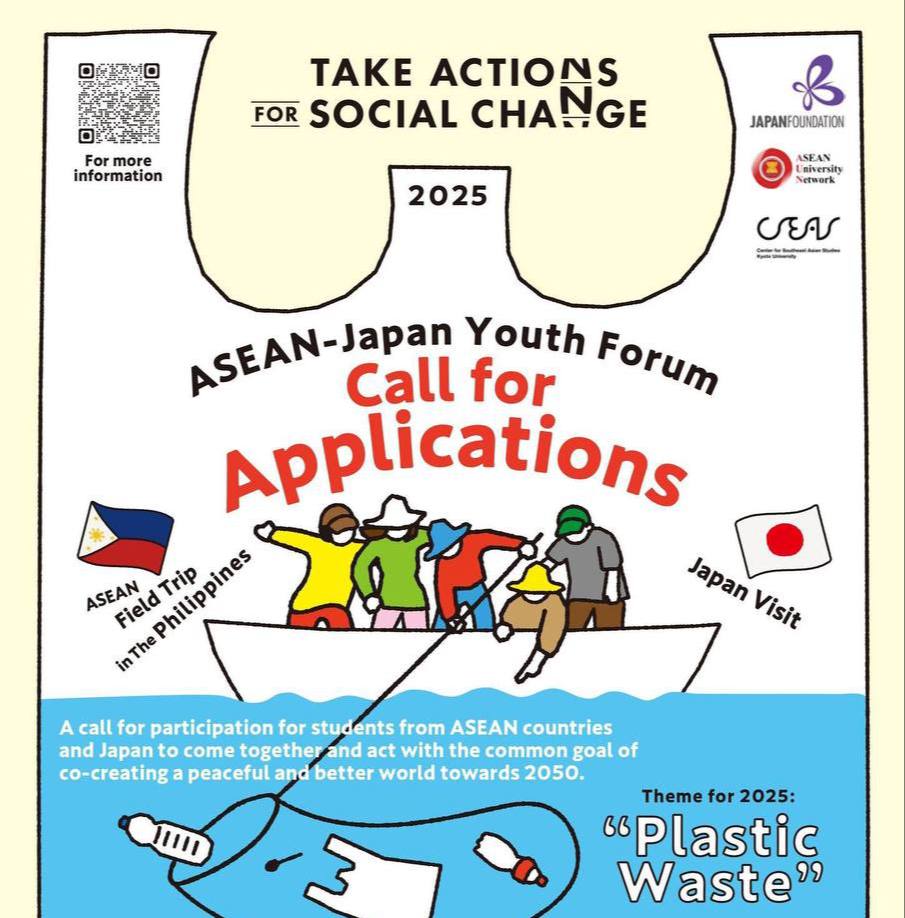 TAKE ACTIONS
FOR SOCIAL CHANGE
For more
information
JAPANFOUNDATION
ASEAN
University
Network
CSEAS
Center for Southeast Asian Studies
Kyoto University
2025
ASEAN-Japan Youth Forum
Call for
Applications
ASEAN
Field Trip
in The Philippines
Japan Visit
A call for participation for students from ASEAN countries
and Japan to come together and act with the common goal of
co-creating a peaceful and better world towards 2050.
Theme for 2025:
“Plastic
Waste”